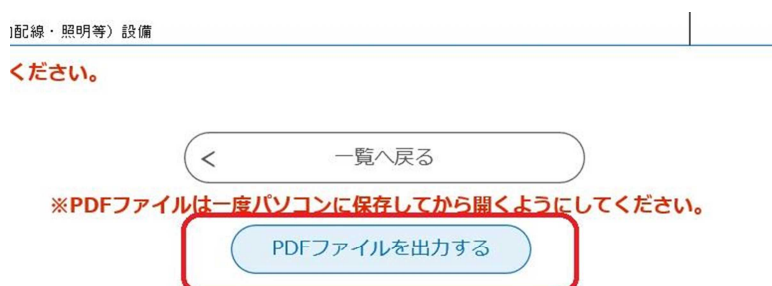 配線・照明等）設備
ください。
< 一覧へ戻る
※PDFファイルは一度パソコンに保存してから開くようにしてください。
PDFファイルを出力する